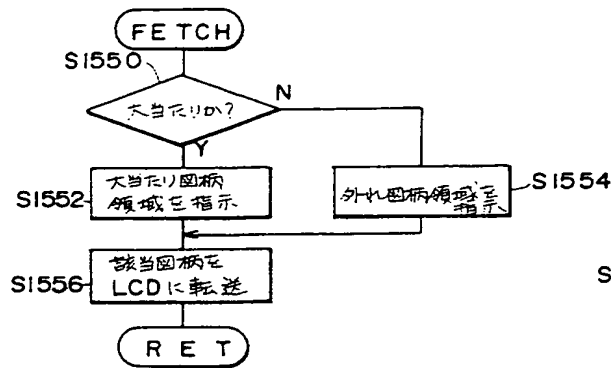 FETCH
S1550
大当たりか?
N
Y
大当たり図柄
領域を指示
S1552
外れ図柄領域を
指示
S1554
該当図柄を
LCDに転送
S1556
S
RET